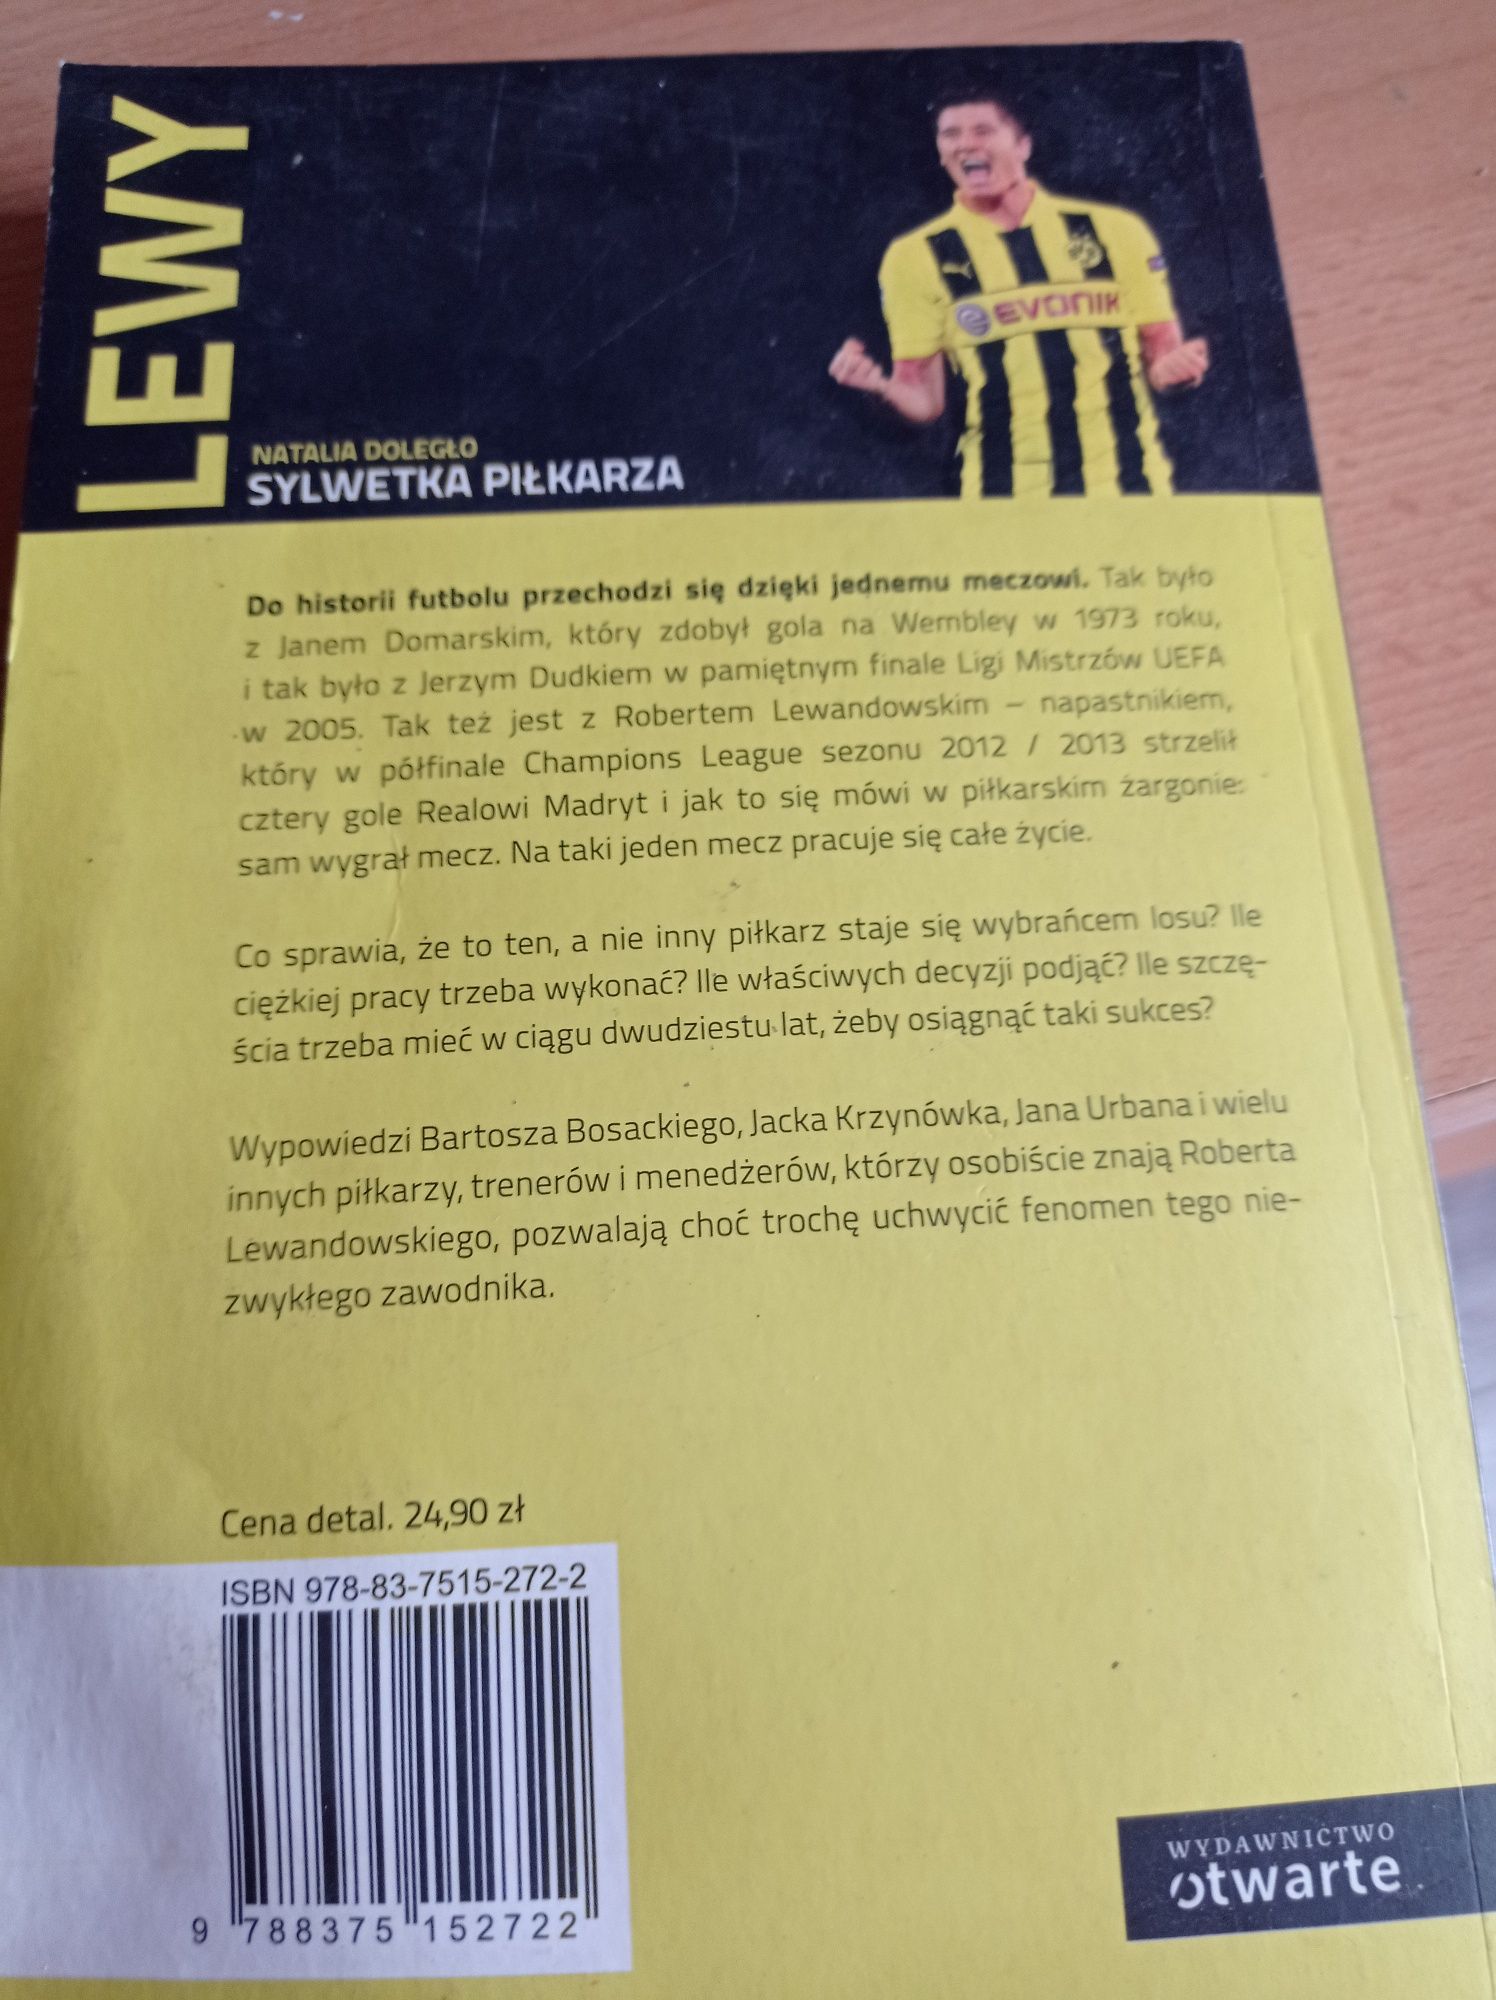 LEWY
NATALIA DOLEGŁO
SYLWETKA PIŁKARZA
EVONIK
Do historii futbolu przechodzi się dzięki jednemu meczowi. Tak było
z Janem Domarskim, który zdobył gola na Wembley w 1973 roku,
i tak było z Jerzym Dudkiem w pamiętnym finale Ligi Mistrzów UEFA
w 2005. Tak też jest z Robertem Lewandowskim – napastnikiem,
który w półfinale Champions League sezonu 2012 / 2013 strzelił
cztery gole Realowi Madryt i jak to się mówi w piłkarskim żargonie:
sam wygrał mecz. Na taki jeden mecz pracuje się całe życie.
Co sprawia, że to ten, a nie inny piłkarz staje się wybrańcem losu? Ile
ciężkiej pracy trzeba wykonać? Ile właściwych decyzji podjąć? Ile szczę-
ścia trzeba mieć w ciągu dwudziestu lat, żeby osiągnąć taki sukces?
Wypowiedzi Bartosza Bosackiego, Jacka Krzynówka, Jana Urbana i wielu
innych piłkarzy, trenerów i menedżerów, którzy osobiście znają Roberta
Lewandowskiego, pozwalają choć trochę uchwycić fenomen tego nie-
zwykłego zawodnika.
Cena detal. 24,90 zł
ISBN 978-83-7515-272-2
9 788375 152722
WYDAWNICTWO
otwarte